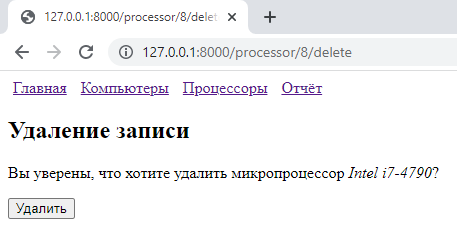 127.0.0.1:8000/processor/8/delet
127.0.0.1:8000/processor/8/delete
Главная Компьютеры Процессоры Отчёт
Удаление записи
Вы уверены, что хотите удалить микропроцессор Intel i7-4790?
Удалить